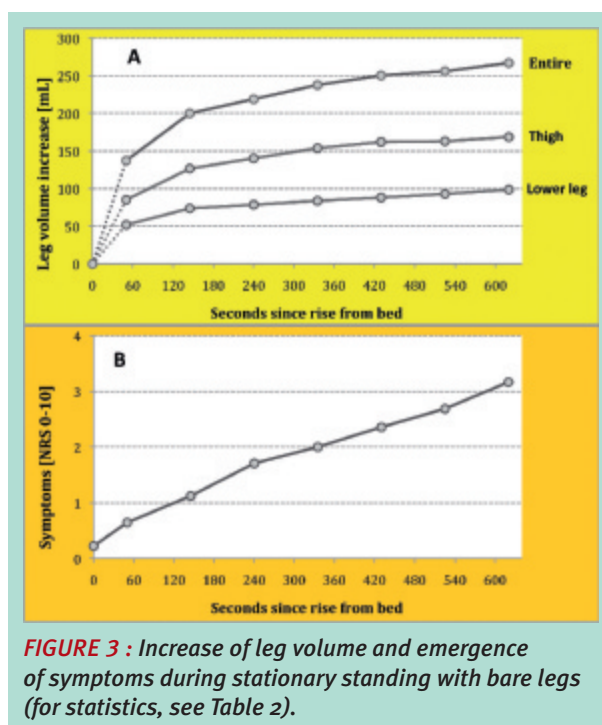 A
300
250
200
150
100
50
0
Leg volume increase [mL]
Entire
Thigh
Lower leg
0 60 120 180 240 300 360 420 480 540 600
Seconds since rise from bed
B
4
3
2
1
0
Symptoms [NRS 0-10]
0 60 120 180 240 300 360 420 480 540 600
Seconds since rise from bed
FIGURE 3 : Increase of leg volume and emergence
of symptoms during stationary standing with bare legs
(for statistics, see Table 2).